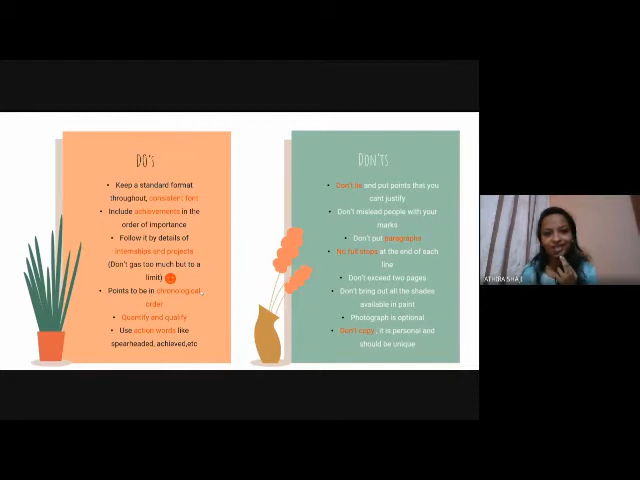 DO's
• Keep a standard format
throughout, consistent font
• Include achievements in the
order of importance
• Follow it by details of
internships and projects
(Don't gas too much but to a
limit)
• Points to be in chronological
order
• Quantify and qualify
• Use action words like
spearheaded, achieved,etc
DON'TS
• Don't lie and put points that you
cant justify
• Don't mislead people with your
marks
• Don't put paragraphs
• No full stops at the end of each
line
• Don't exceed two pages
• Don't bring out all the shades
available in paint
• Photograph is optional
• Don't copy, it is personal and
should be unique
ATHIRA SHAJI